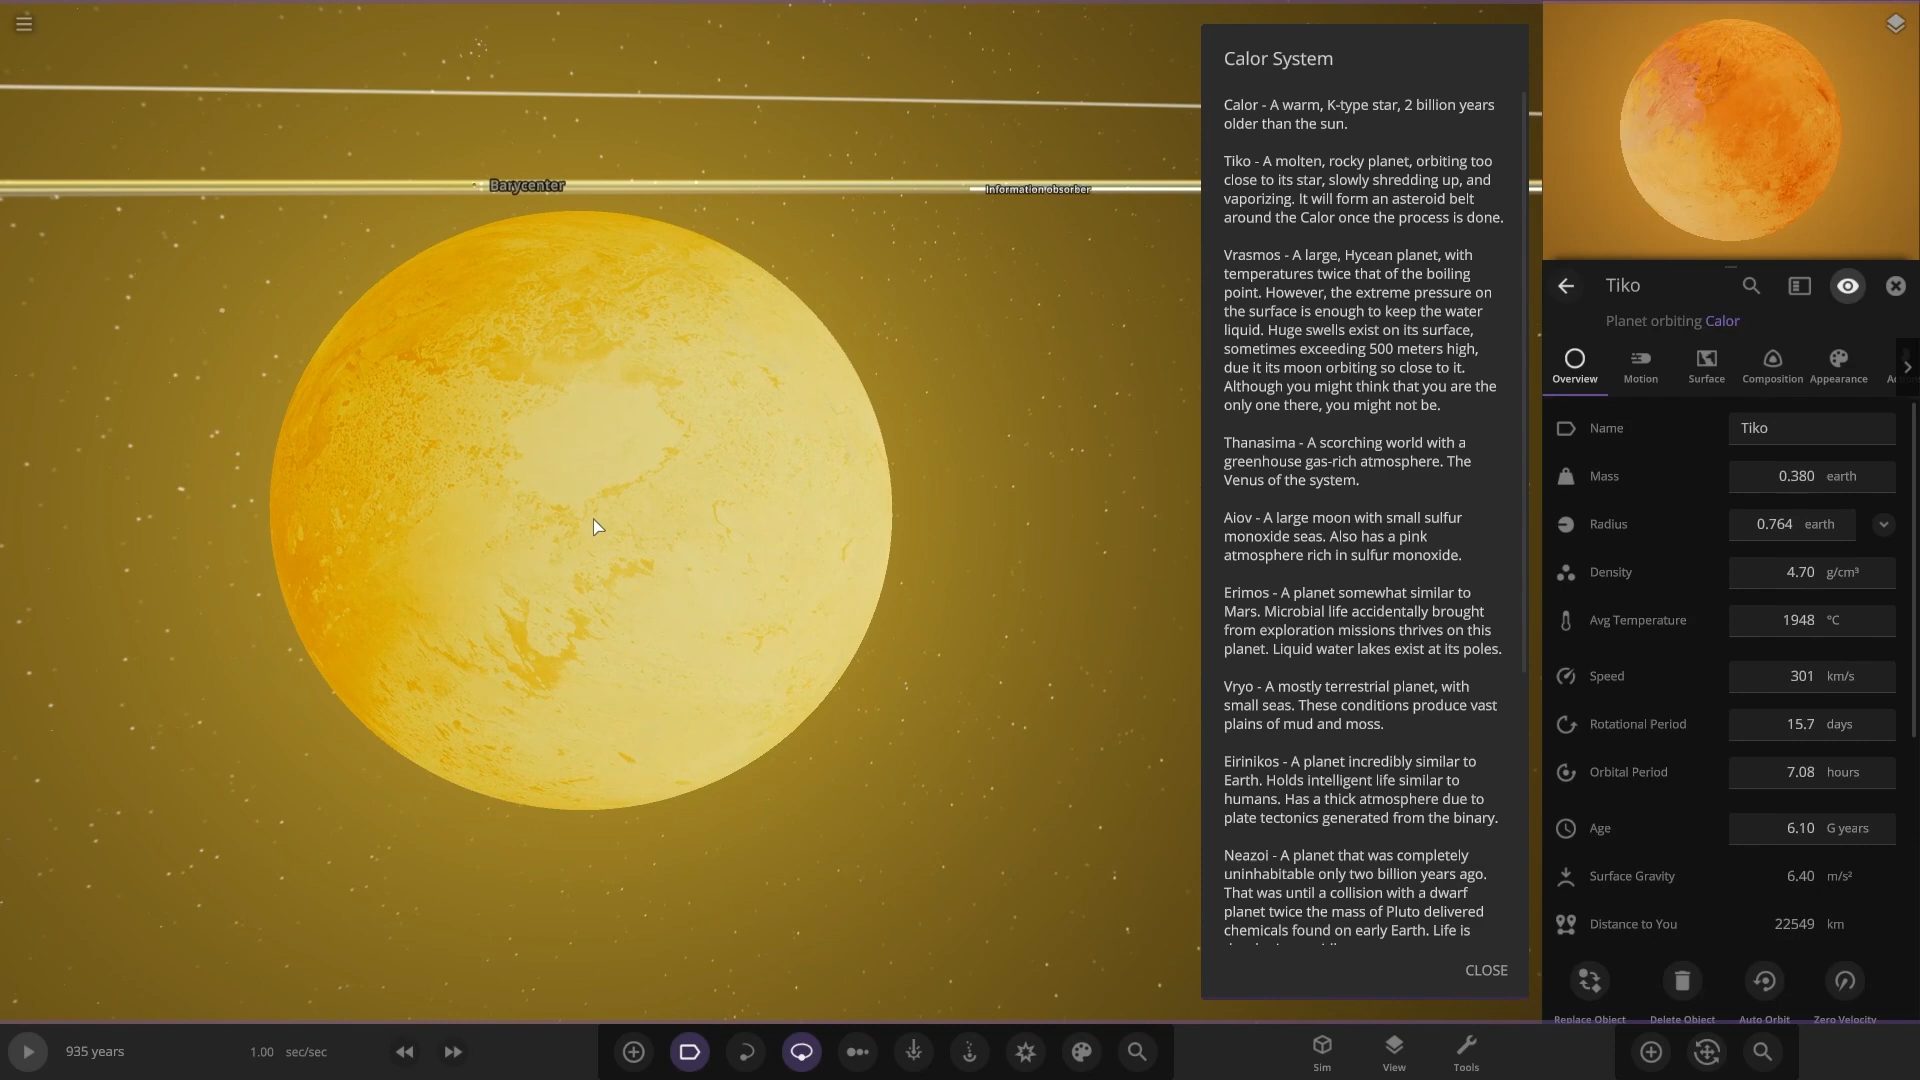 Barycenter
Information obsorber
Calor System
Calor - A warm, K-type star, 2 billion years
older than the sun.
Tiko - A molten, rocky planet, orbiting too
close to its star, slowly shredding up, and
vaporizing. It will form an asteroid belt
around the Calor once the process is done.
Vrasmos - A large, Hycean planet, with
temperatures twice that of the boiling
point. However, the extreme pressure on
the surface is enough to keep the water
liquid. Huge swells exist on its surface,
sometimes exceeding 500 meters high,
due it its moon orbiting so close to it.
Although you might think that you are the
only one there, you might not be.
Thanasima - A scorching world with a
greenhouse gas-rich atmosphere. The
Venus of the system.
Aiov - A large moon with small sulfur
monoxide seas. Also has a pink
atmosphere rich in sulfur monoxide.
Erimos - A planet somewhat similar to
Mars. Microbial life accidentally brought
from exploration missions thrives on this
planet. Liquid water lakes exist at its poles.
Vryo - A mostly terrestrial planet, with
small seas. These conditions produce vast
plains of mud and moss.
Eirinikos - A planet incredibly similar to
Earth. Holds intelligent life similar to
humans. Has a thick atmosphere due to
plate tectonics generated from the binary.
Neazoi - A planet that was completely
uninhabitable only two billion years ago.
That was until a collision with a dwarf
planet twice the mass of Pluto delivered
chemicals found on early Earth. Life is
CLOSE
Tiko
Planet orbiting Calor
Overview Motion Surface Composition Appearance
Name Tiko
Mass 0.380 earth
Radius 0.764 earth
Density 4.70 g/cm³
Avg Temperature 1948 °C
Speed 301 km/s
Rotational Period 15.7 days
Orbital Period 7.08 hours
Age 6.10 G years
Surface Gravity 6.40 m/s²
Distance to You 22549 km
Replace Object Delete Object Auto Orbit Zero Velocity
935 years 1.00 sec/sec
Sim View Tools